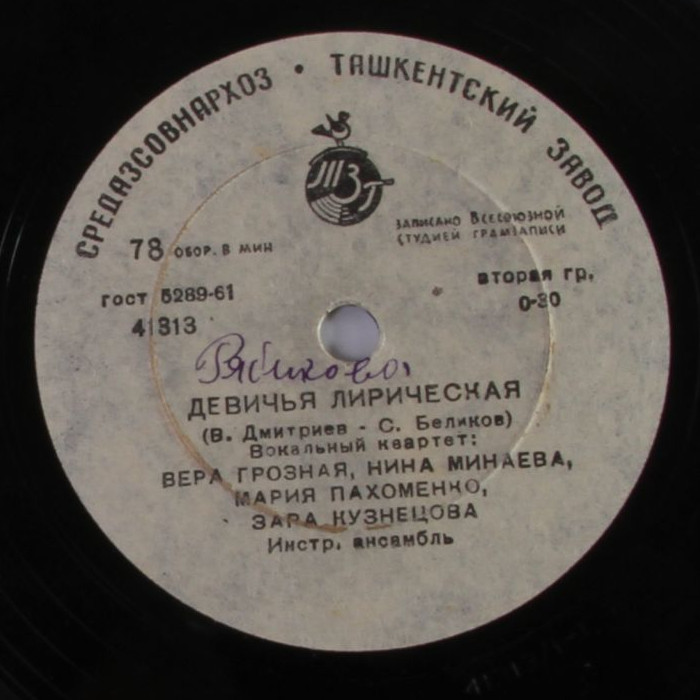 СРЕДАЗСОВНАРХОЗ • ТАШКЕНТСКИЙ ЗАВОД
ТЗГ
ЗАПИСАНО ВСЕСОЮЗНОЙ
СТУДИЕЙ ГРАМЗАПИСИ
78 ОБОР. В МИН
вторая гр.
ГОСТ 5289-61
0-30
41313
ДЕВИЧЬЯ ЛИРИЧЕСКАЯ
(В. Дмитриев - С. Беликов)
Вокальный квартет:
ВЕРА ГРОЗНАЯ, НИНА МИНАЕВА,
МАРИЯ ПАХОМЕНКО,
ЗАРА КУЗНЕЦОВА
Инстр. ансамбль